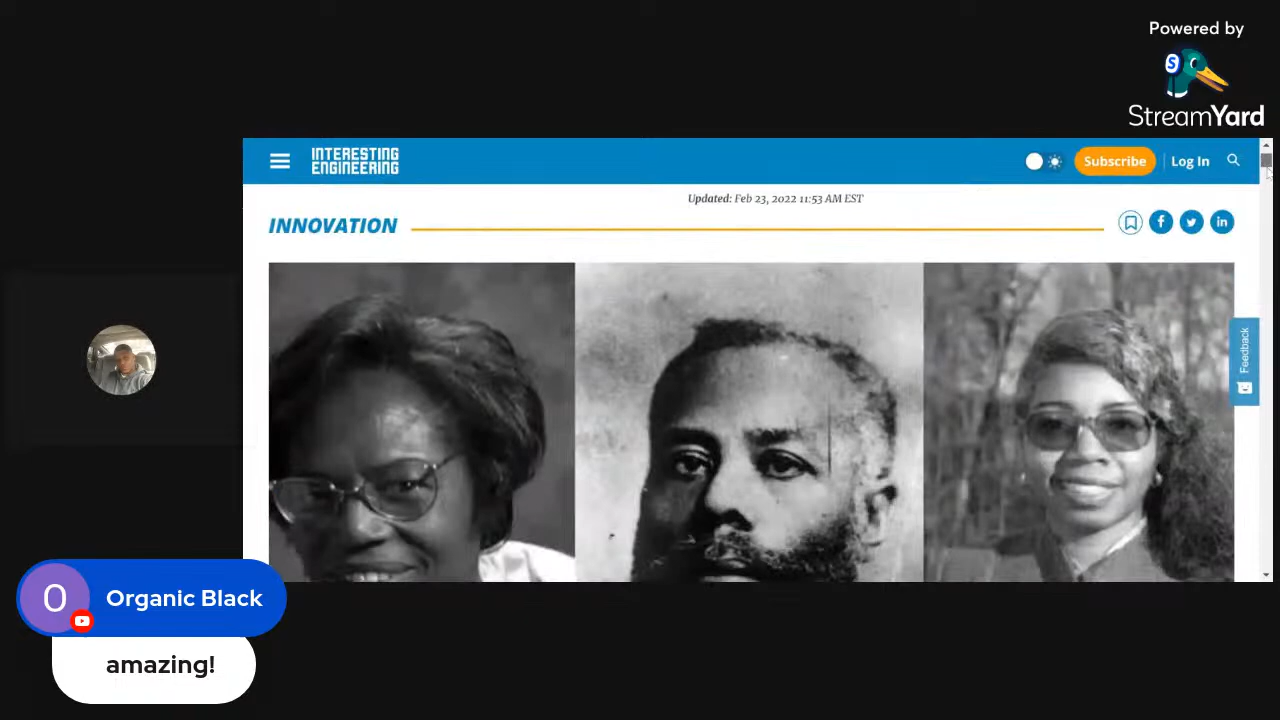 Powered by
StreamYard
INTERESTING
ENGINEERING
Subscribe
Log In
Updated: Feb 23, 2022 11:53 AM EST
INNOVATION
Feedback
O
Organic Black
amazing!